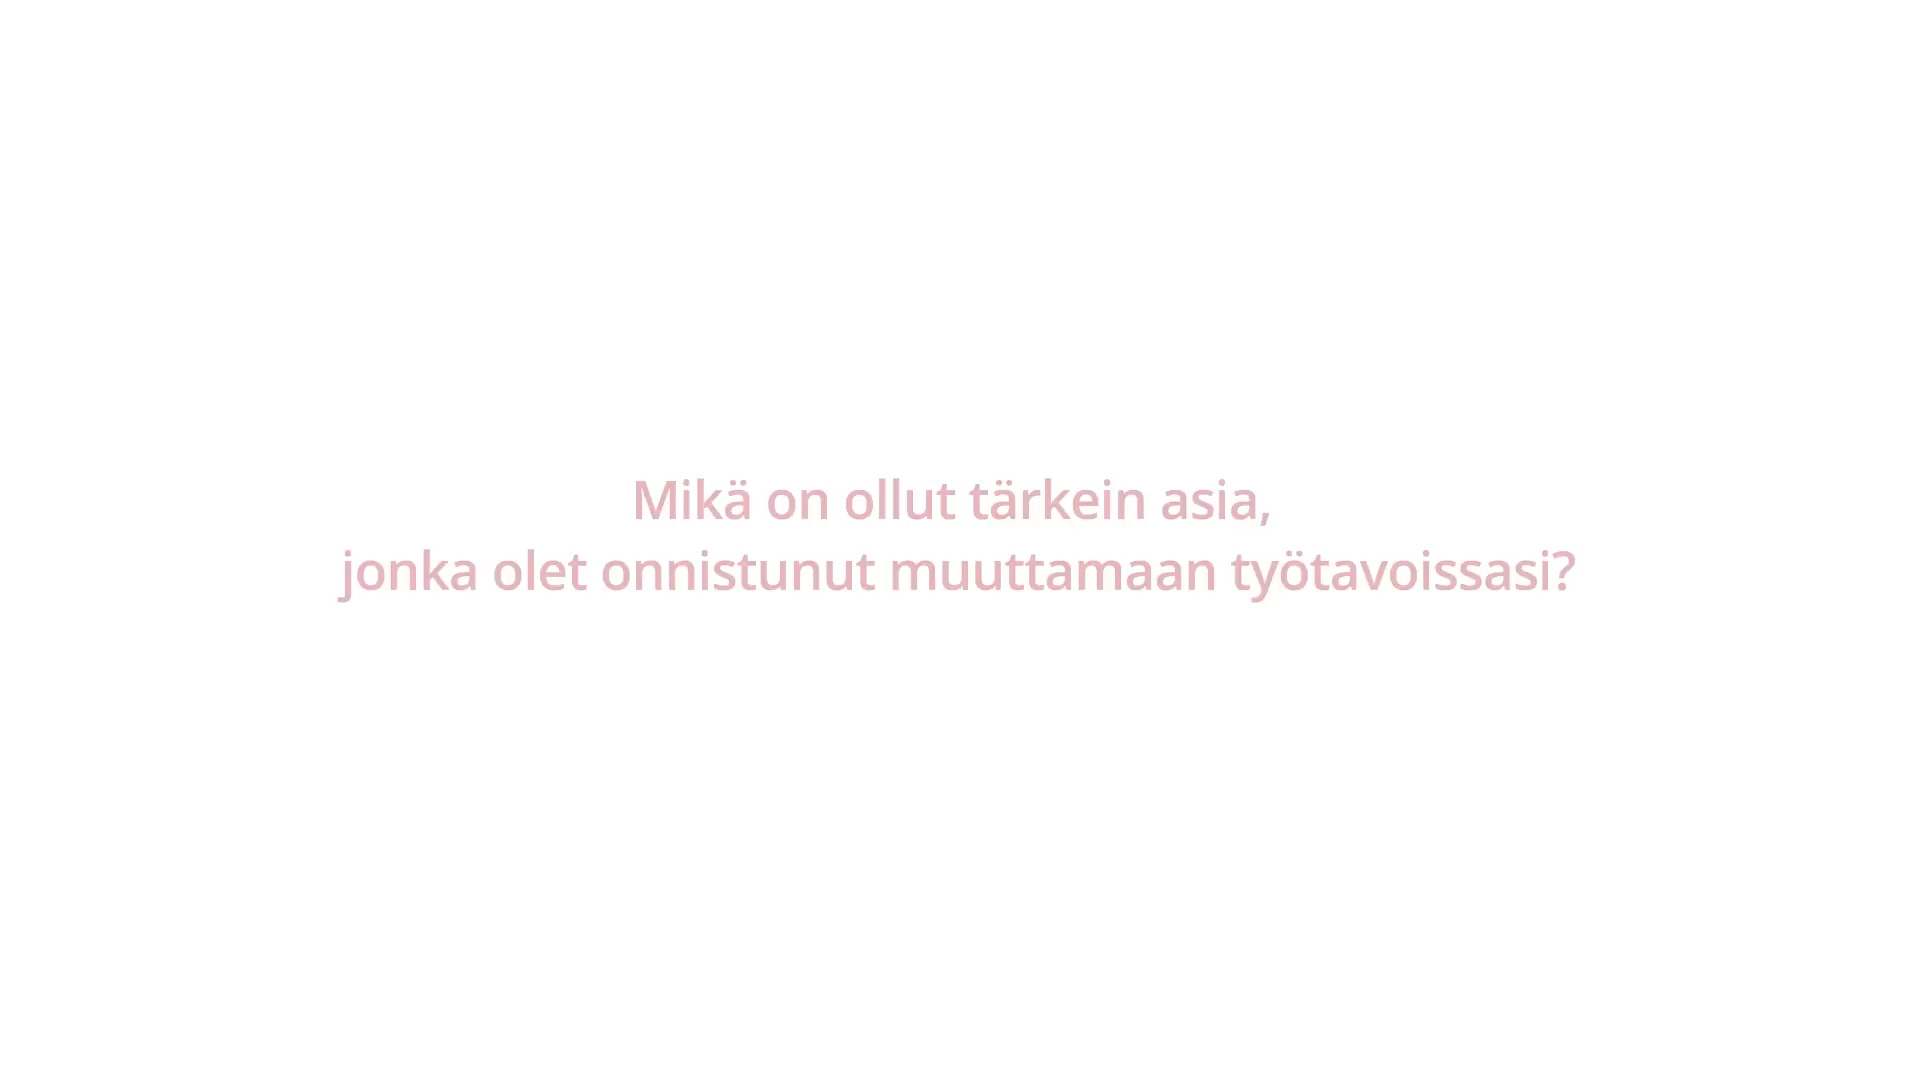 Mikä on ollut tärkein asia,
jonka olet onnistunut muuttamaan työtavoissasi?